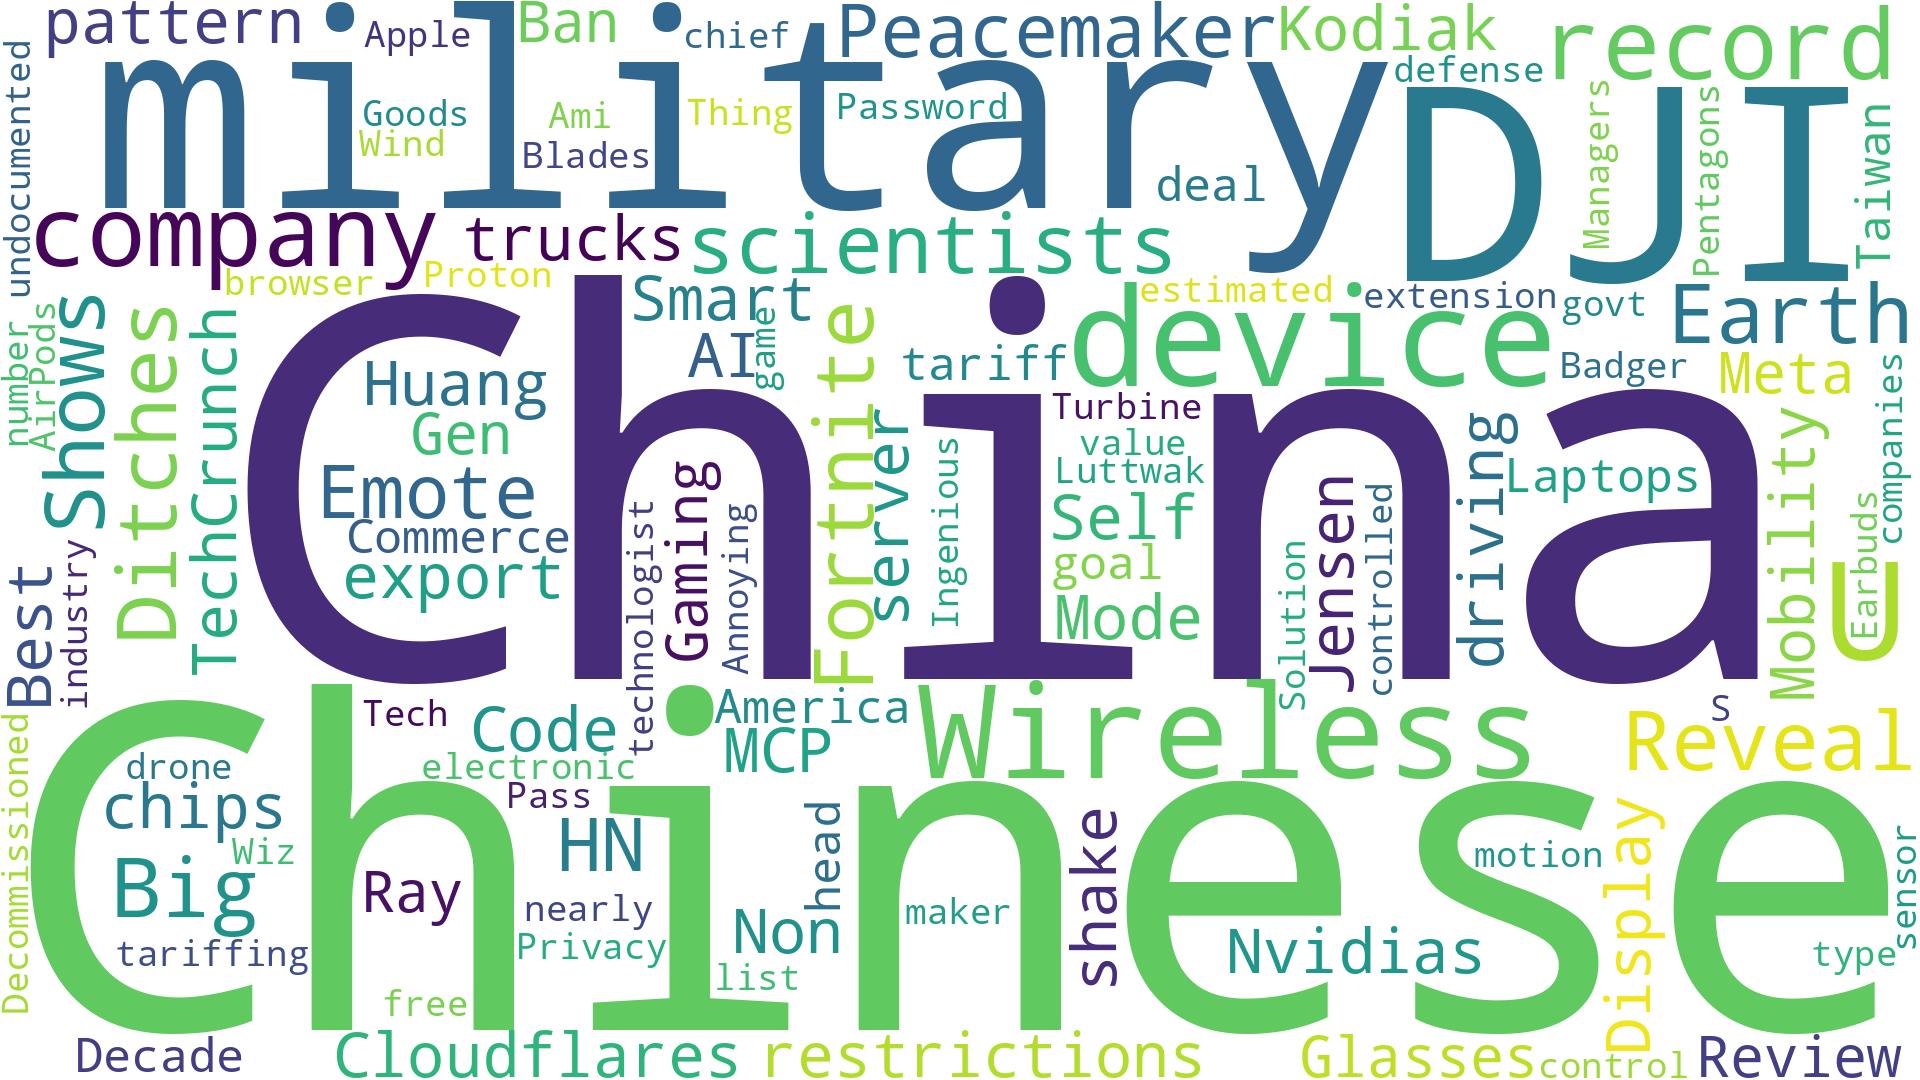 pattern
Apple
Ban
chief
Peacemaker
Kodiak
record
military
DJI
defense
undocumented
Goods
Ami
Thing
Password
Wind
Blades
deal
Managers
Pentagons
Taiwan
company
trucks
scientists
browser
Proton
Smart
estimated
extension
govt
Earth
number
AirPods
Shows
Ditches
TechCrunch
China
Huang
AI
game
Fortnite
tariff
device
Badger
Meta
companies
Gen
server
Turbine
value
Luttwak
Emote
Commerce
export
technologist
Gaming
Annoying
Ingenious
Self
goal
Mode
Solution
Jensen
controlled
driving
Laptops
Mobility
Earbuds
U
Best
industry
Decommissioned
Tech
Code
America
MCP
Wireless
S
Reveal
Chinese
drone
electronic
chips
Pass
Wiz
HN
Big
Ray
nearly
Non
head
maker
shake
motion
Display
sensor
tariffing
Privacy
list
Nvidias
type
free
Decade
Cloudflares
restrictions
Glasses
control
Review